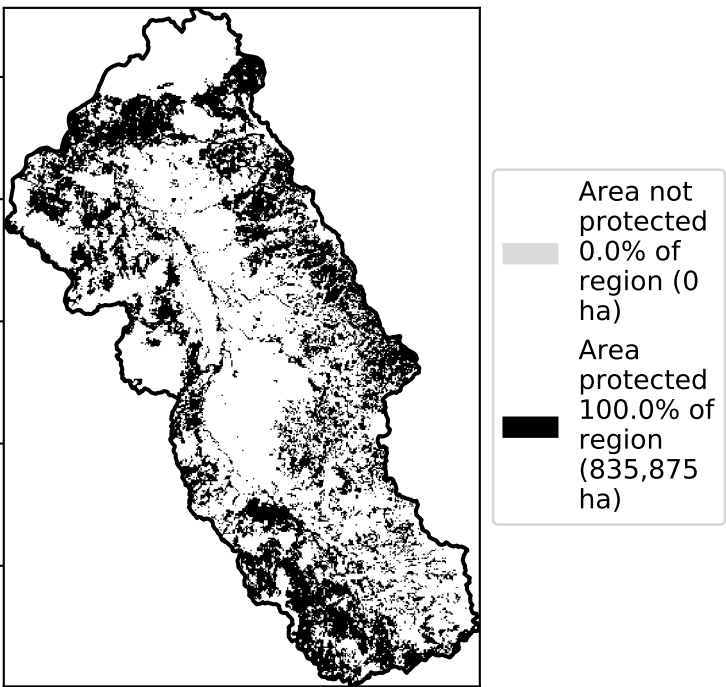 Area not
protected
0.0% of
region (0
ha)
Area
protected
100.0% of
region
(835,875
ha)